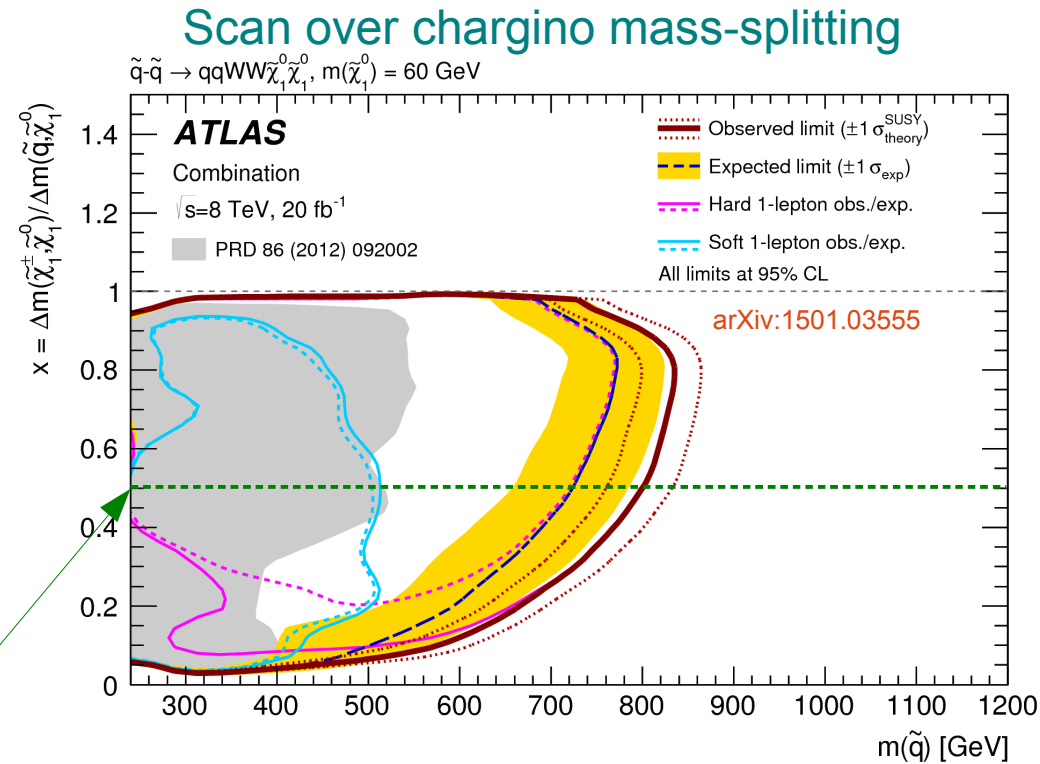 Scan over chargino mass-splitting
q̃-q̃ → qqWWχ̃₁⁰χ̃₁⁰, m(χ̃₁⁰) = 60 GeV
x = Δm(χ̃₁±,χ̃₁⁰)/Δm(q̃,χ̃₁⁰)
ATLAS
Combination
√s=8 TeV, 20 fb⁻¹
PRD 86 (2012) 092002
Observed limit (±1 σ_theory^SUSY)
Expected limit (±1 σ_exp)
Hard 1-lepton obs./exp.
Soft 1-lepton obs./exp.
All limits at 95% CL
arXiv:1501.03555
1.4
1.2
1
0.8
0.6
0.4
0.2
0
300 400 500 600 700 800 900 1000 1100 1200
m(q̃) [GeV]